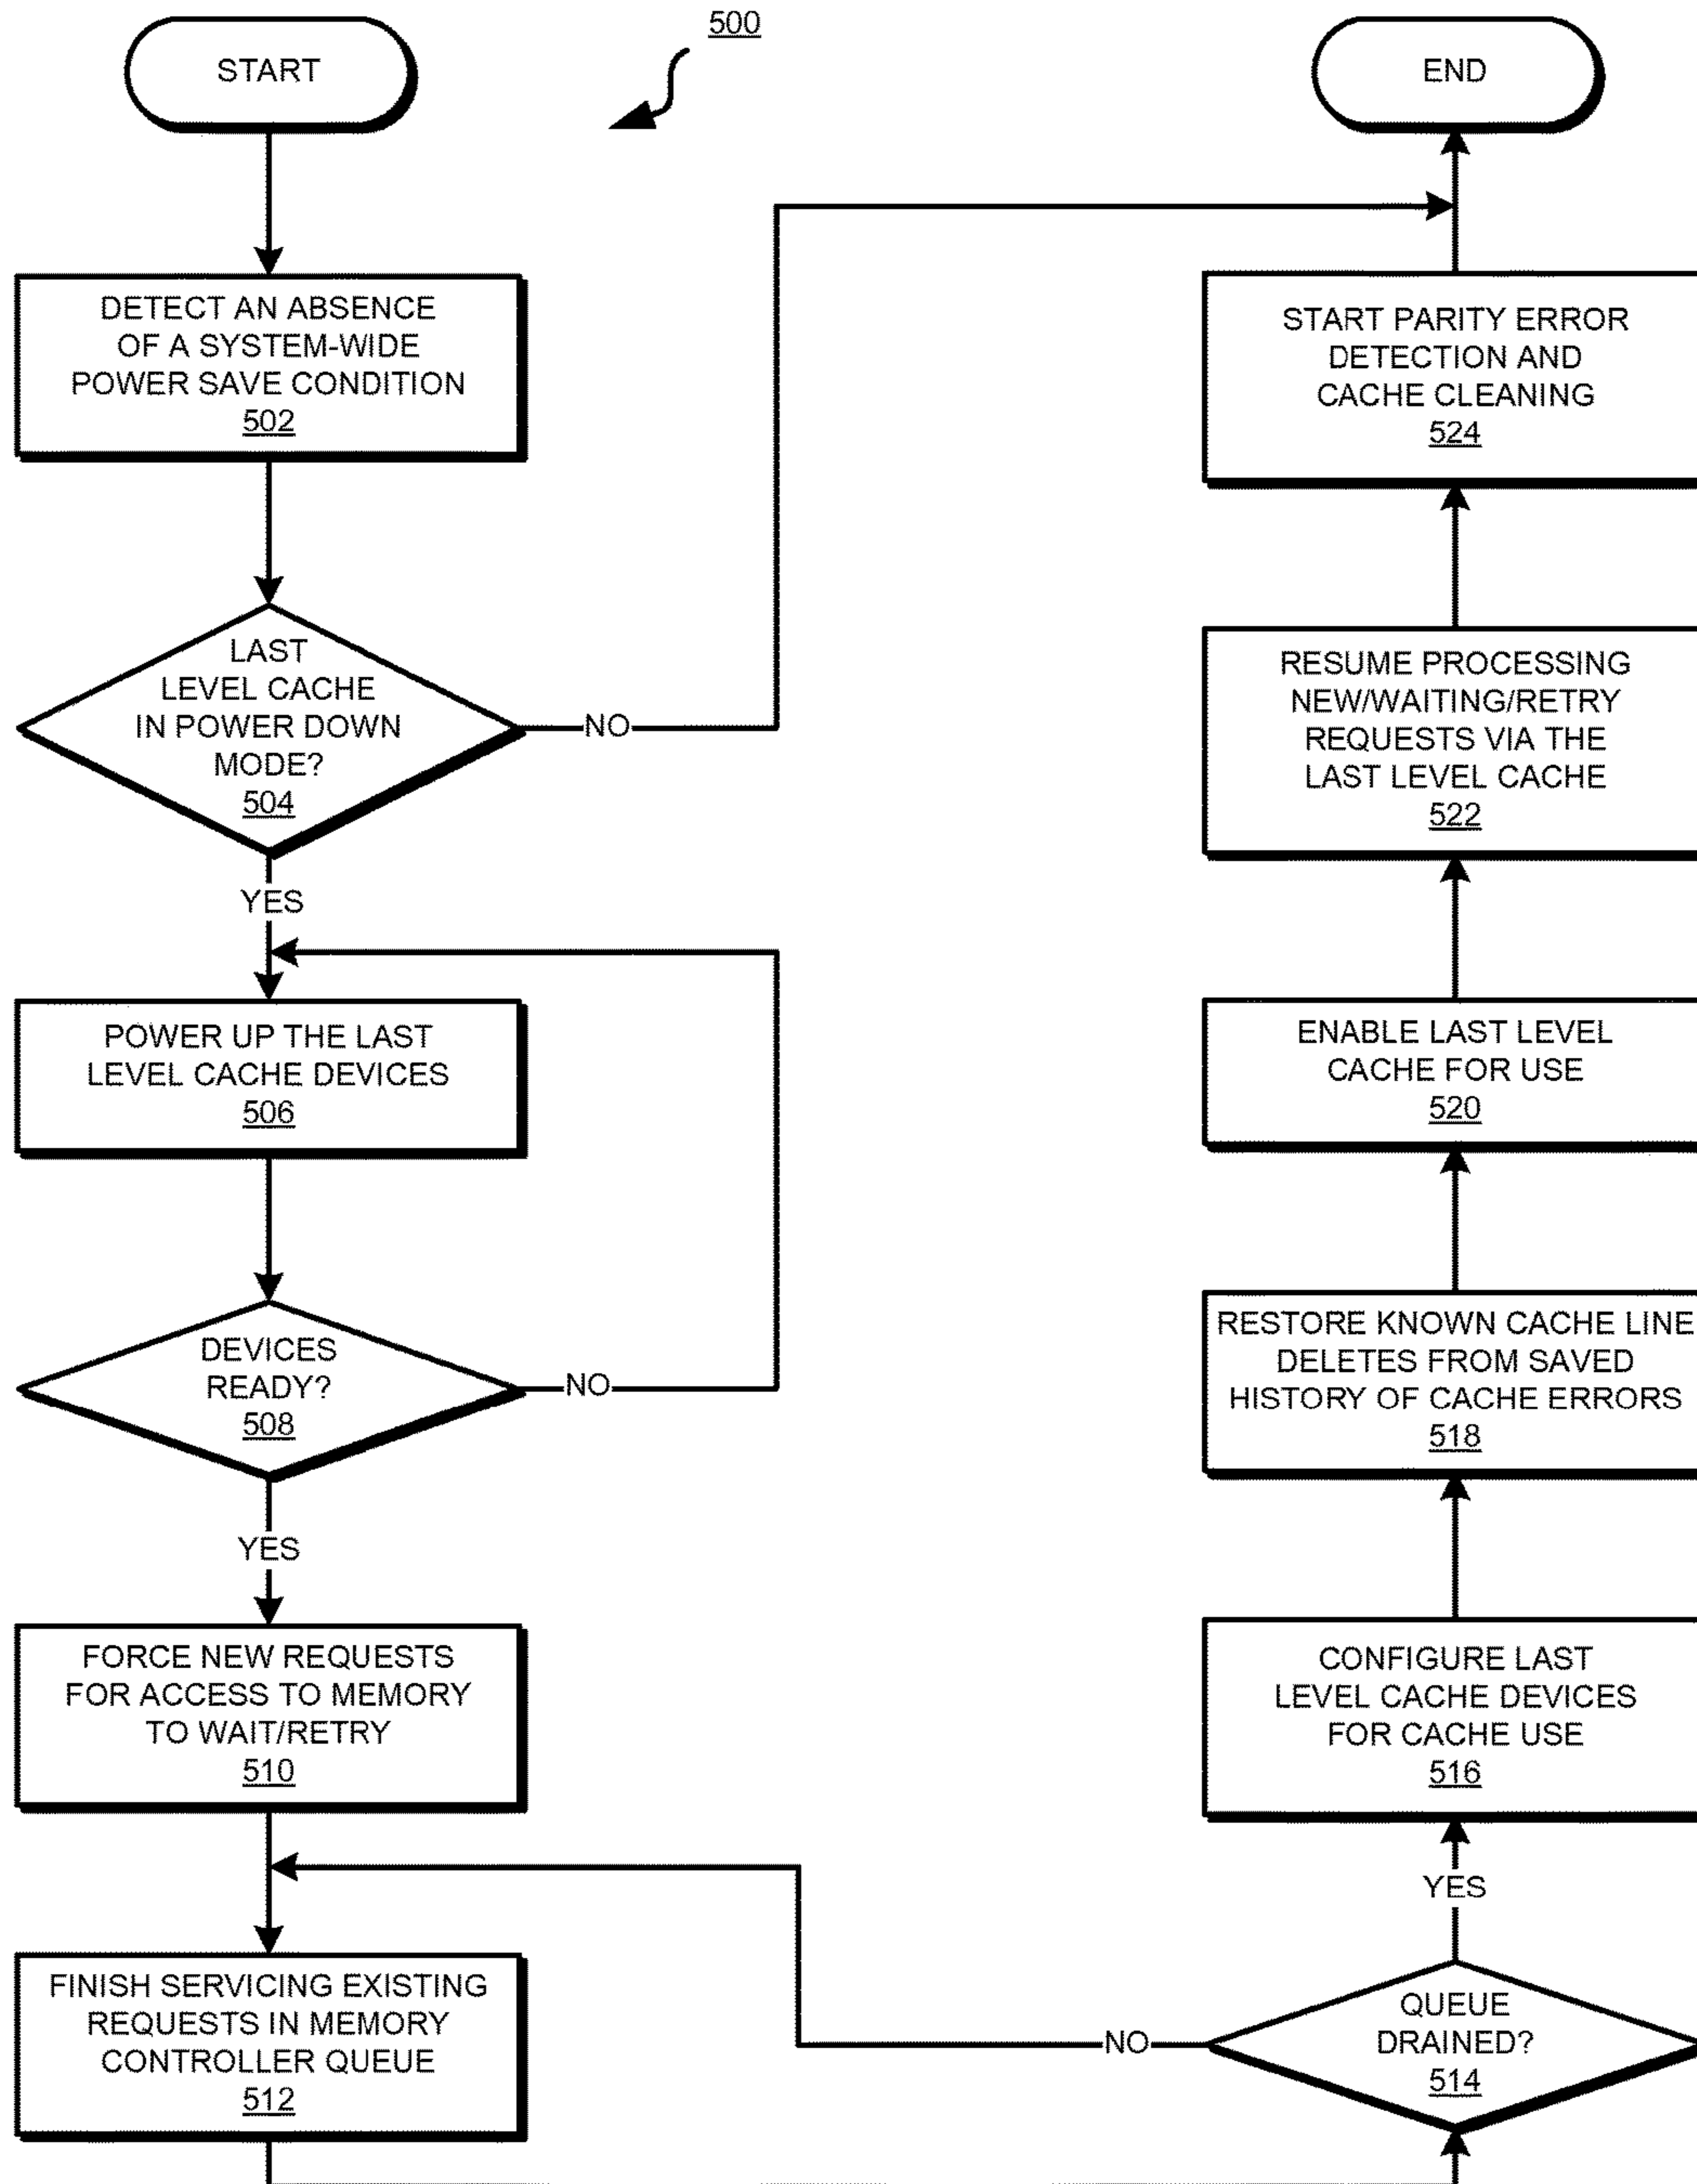 500
START
DETECT AN ABSENCE
OF A SYSTEM-WIDE
POWER SAVE CONDITION
502
LAST
LEVEL CACHE
IN POWER DOWN
MODE?
504
NO
YES
POWER UP THE LAST
LEVEL CACHE DEVICES
506
DEVICES
READY?
508
NO
YES
FORCE NEW REQUESTS
FOR ACCESS TO MEMORY
TO WAIT/RETRY
510
FINISH SERVICING EXISTING
REQUESTS IN MEMORY
CONTROLLER QUEUE
512
QUEUE
DRAINED?
514
NO
YES
CONFIGURE LAST
LEVEL CACHE DEVICES
FOR CACHE USE
516
RESTORE KNOWN CACHE LINE
DELETES FROM SAVED
HISTORY OF CACHE ERRORS
518
ENABLE LAST LEVEL
CACHE FOR USE
520
RESUME PROCESSING
NEW/WAITING/RETRY
REQUESTS VIA THE
LAST LEVEL CACHE
522
START PARITY ERROR
DETECTION AND
CACHE CLEANING
524
END